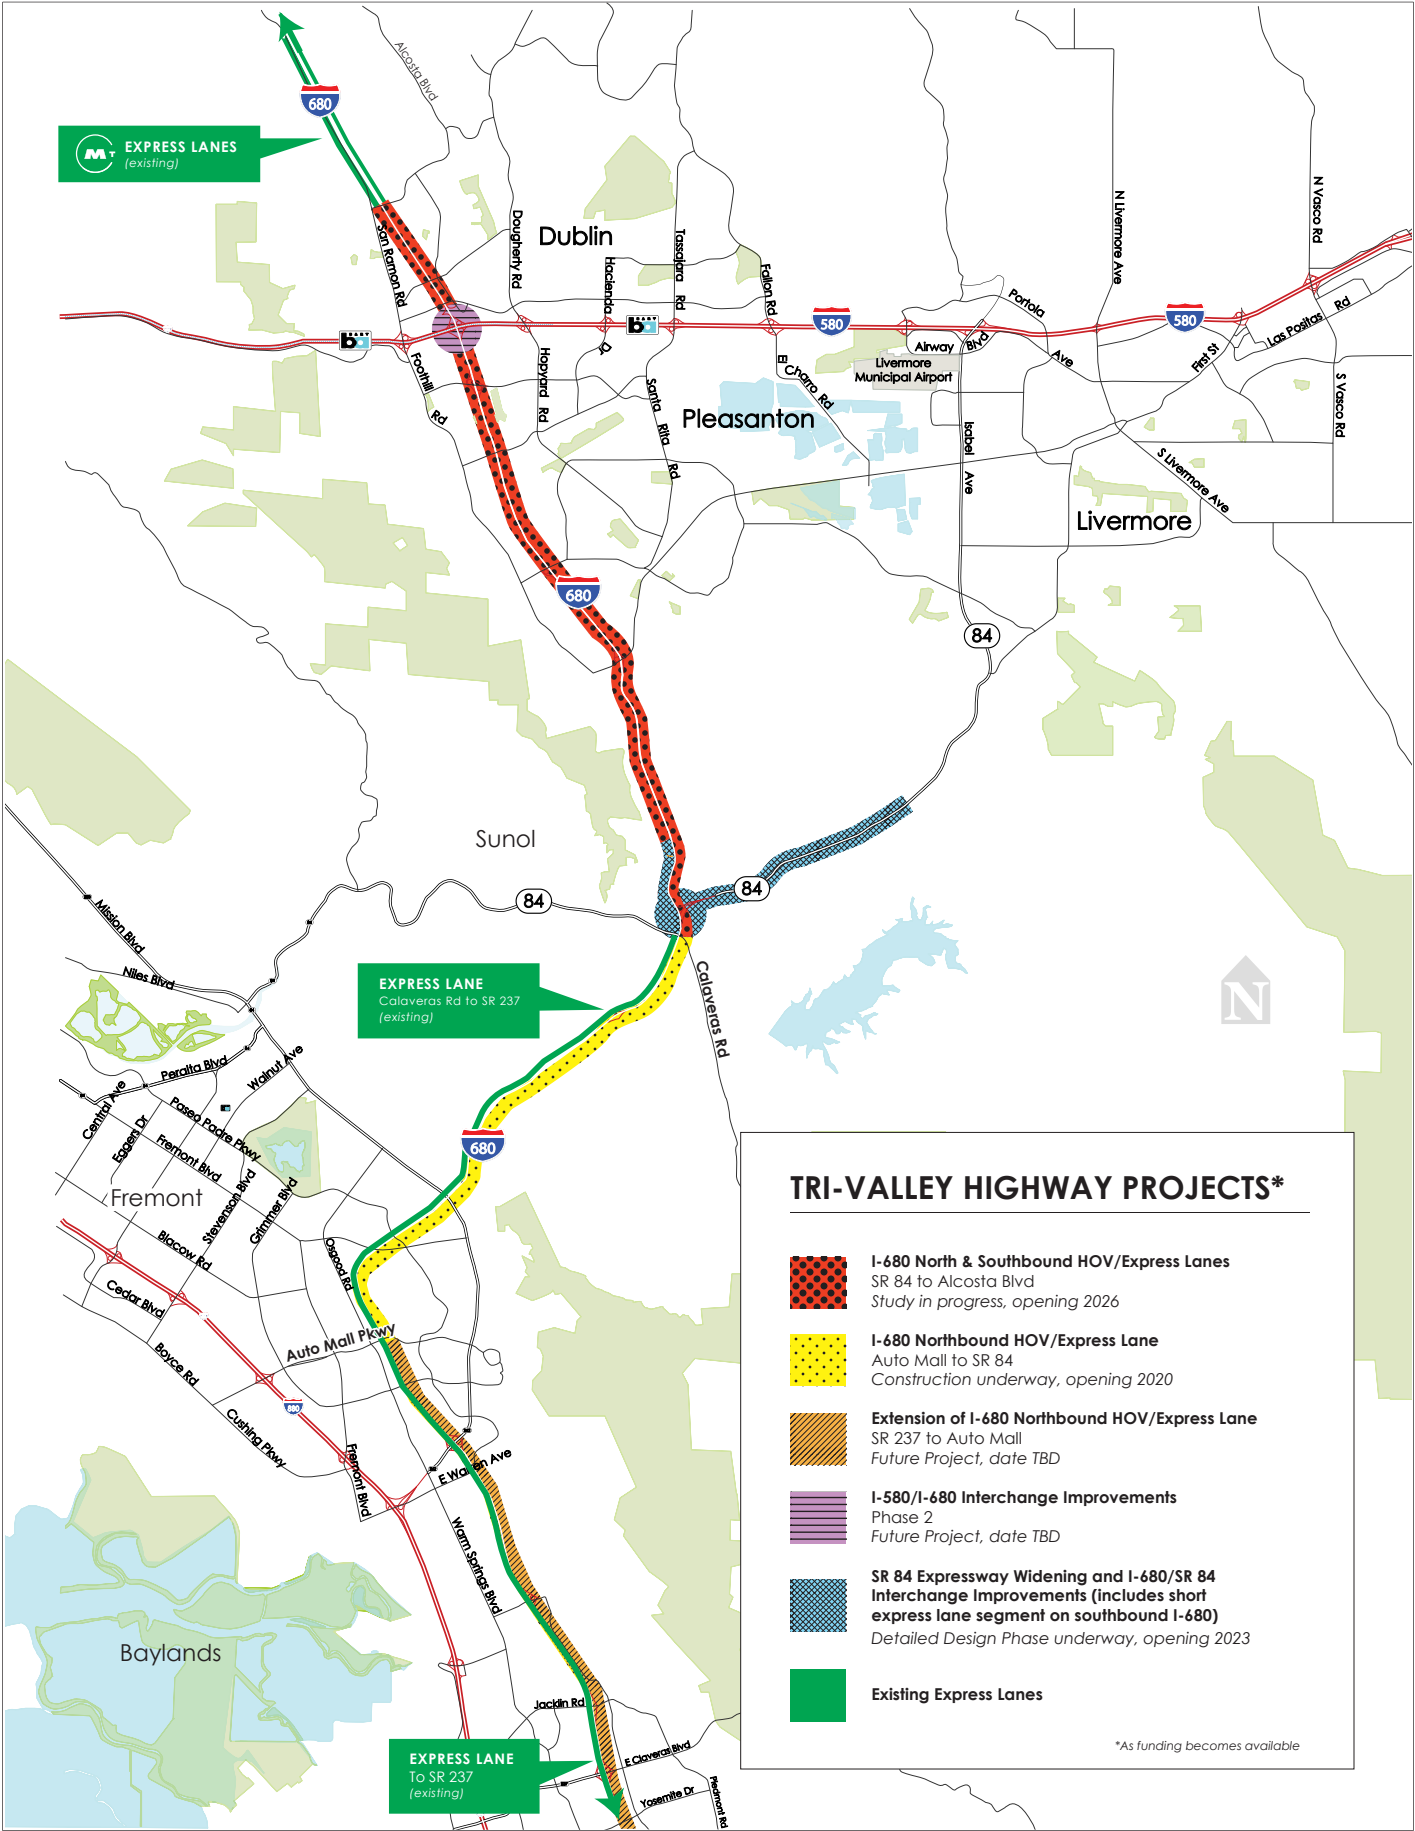 Alcosta Blvd
680
EXPRESS LANES
(existing)
San Ramon Rd
Dougherty Rd
Dublin
Hacienda
Dr
Tassajara Rd
Fallon Rd
N Livermore Ave
N Vasco Rd
580
580
Portola
Ave
Airway Blvd
Livermore
Municipal Airport
First St
Las Positas Rd
S Vasco Rd
Foothill
Rd
Hopyard Rd
Santa Rita Rd
El Charro Rd
Pleasanton
Isabel Ave
S Livermore Ave
Livermore
680
84
Sunol
84
84
Mission Blvd
Niles Blvd
EXPRESS LANE
Calaveras Rd to SR 237
(existing)
Calaveras Rd
N
Peralta Blvd
Walnut Ave
Central Ave
Eggers Dr
Paseo Padre Pkwy
Fremont Blvd
Stevenson Blvd
Grimmer Blvd
680
Fremont
Blacow Rd
Osgood Rd
Cedar Blvd
Auto Mall Pkwy
Boyce Rd
880
Cushing Pkwy
Fremont Blvd
E Warren Ave
Warm Springs Blvd
Baylands
Jacklin Rd
EXPRESS LANE
To SR 237
(existing)
E Claveras Blvd
Yosemite Dr
Piedmont Rd
TRI-VALLEY HIGHWAY PROJECTS*
I-680 North & Southbound HOV/Express Lanes
SR 84 to Alcosta Blvd
Study in progress, opening 2026
I-680 Northbound HOV/Express Lane
Auto Mall to SR 84
Construction underway, opening 2020
Extension of I-680 Northbound HOV/Express Lane
SR 237 to Auto Mall
Future Project, date TBD
I-580/I-680 Interchange Improvements
Phase 2
Future Project, date TBD
SR 84 Expressway Widening and I-680/SR 84
Interchange Improvements (includes short
express lane segment on southbound I-680)
Detailed Design Phase underway, opening 2023
Existing Express Lanes
*As funding becomes available